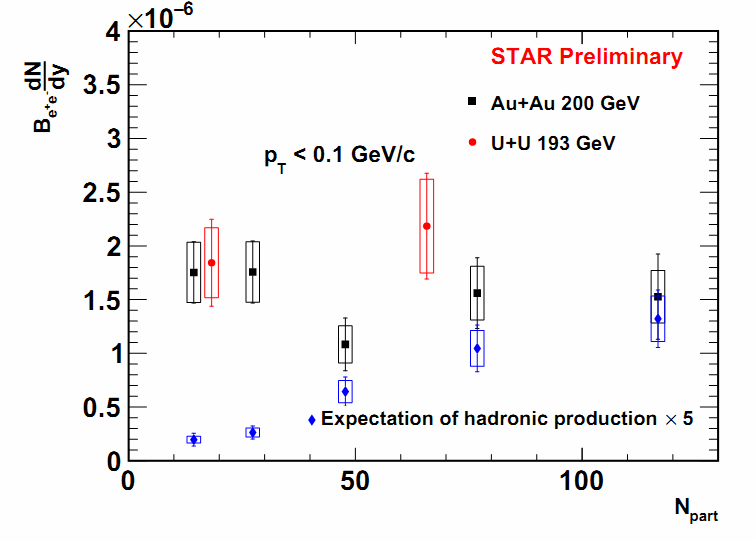 ×10⁻⁶
B_{e⁺e⁻} dN/dy
4
3.5
3
2.5
2
1.5
1
0.5
0
STAR Preliminary
Au+Au 200 GeV
U+U 193 GeV
p_T < 0.1 GeV/c
Expectation of hadronic production × 5
0
50
100
N_part